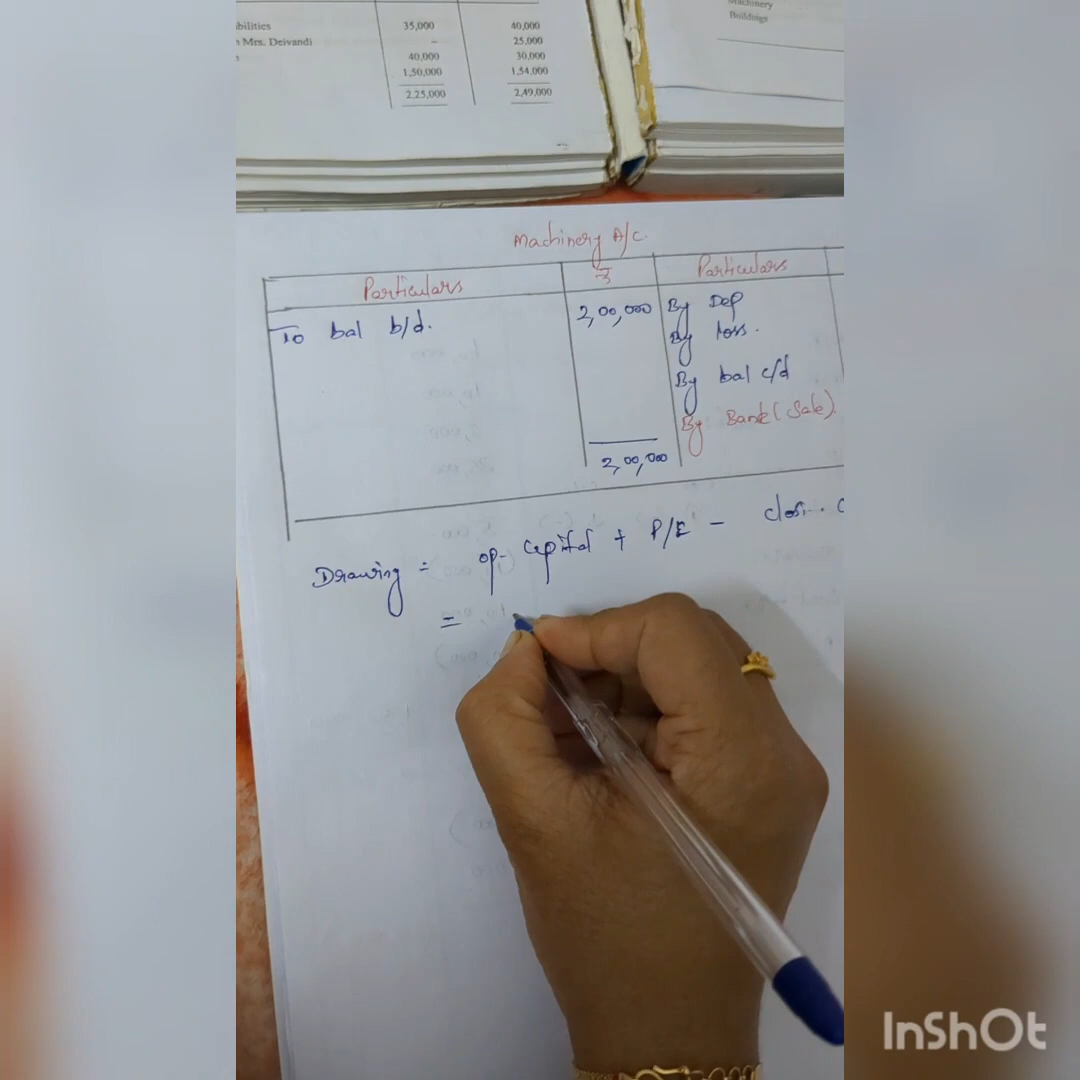 bilities 35,000 40,000
Mrs. Deivandi – 25,000
40,000 30,000
1,50,000 1,54,000
2,25,000 2,49,000
Machinery
Buildings
Machinery A/c.
Particulars ₹ Particulars
To bal b/d. 2,00,000 By Dep
By loss.
By bal c/d
By Bank (Sale).
2,00,000
Drawing = op- capital + P/E - clos. c
=
InShOt